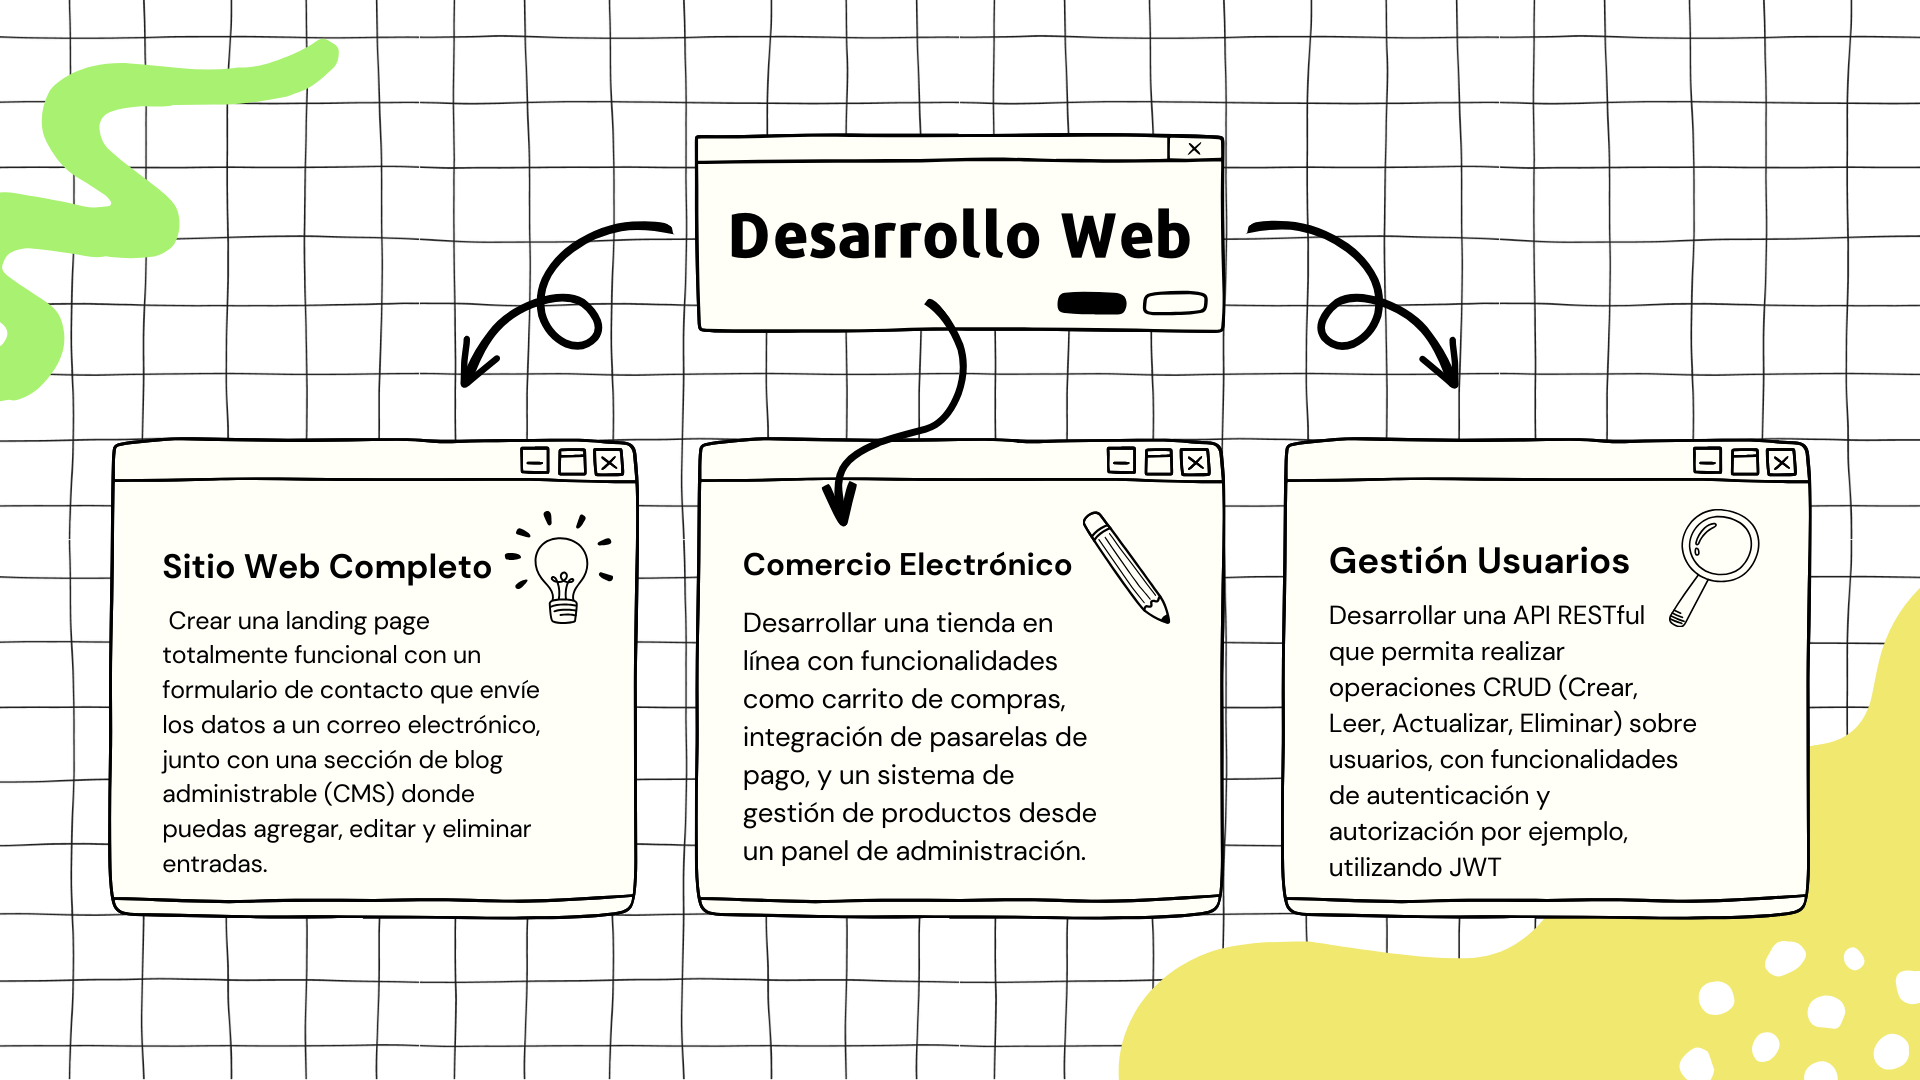 Desarrollo Web
Sitio Web Completo
Crear una landing page
totalmente funcional con un
formulario de contacto que envíe
los datos a un correo electrónico,
junto con una sección de blog
administrable (CMS) donde
puedas agregar, editar y eliminar
entradas.
Comercio Electrónico
Desarrollar una tienda en
línea con funcionalidades
como carrito de compras,
integración de pasarelas de
pago, y un sistema de
gestión de productos desde
un panel de administración.
Gestión Usuarios
Desarrollar una API RESTful
que permita realizar
operaciones CRUD (Crear,
Leer, Actualizar, Eliminar) sobre
usuarios, con funcionalidades
de autenticación y
autorización por ejemplo,
utilizando JWT